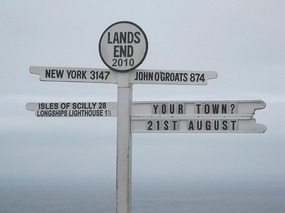 LANDS
END
2010
NEW YORK 3147
JOHN O'GROATS 874
ISLES OF SCILLY 28
LONGSHIPS LIGHTHOUSE 1½
YOUR TOWN?
21ST AUGUST